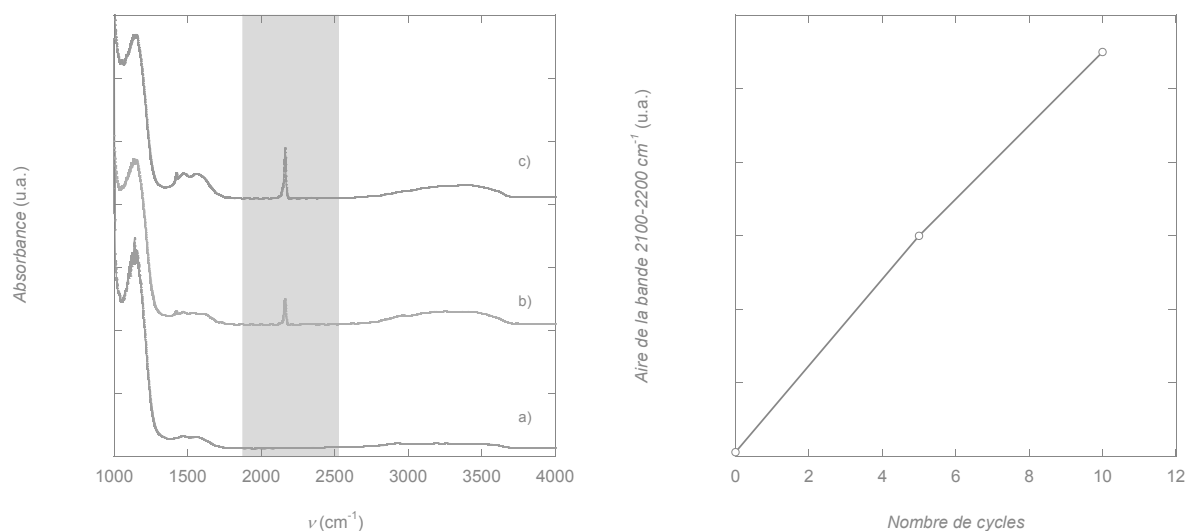 Absorbance (u.a.)
c)
b)
a)
1000 1500 2000 2500 3000 3500 4000
ν (cm-1)
Aire de la bande 2100-2200 cm-1 (u.a.)
0 2 4 6 8 10 12
Nombre de cycles